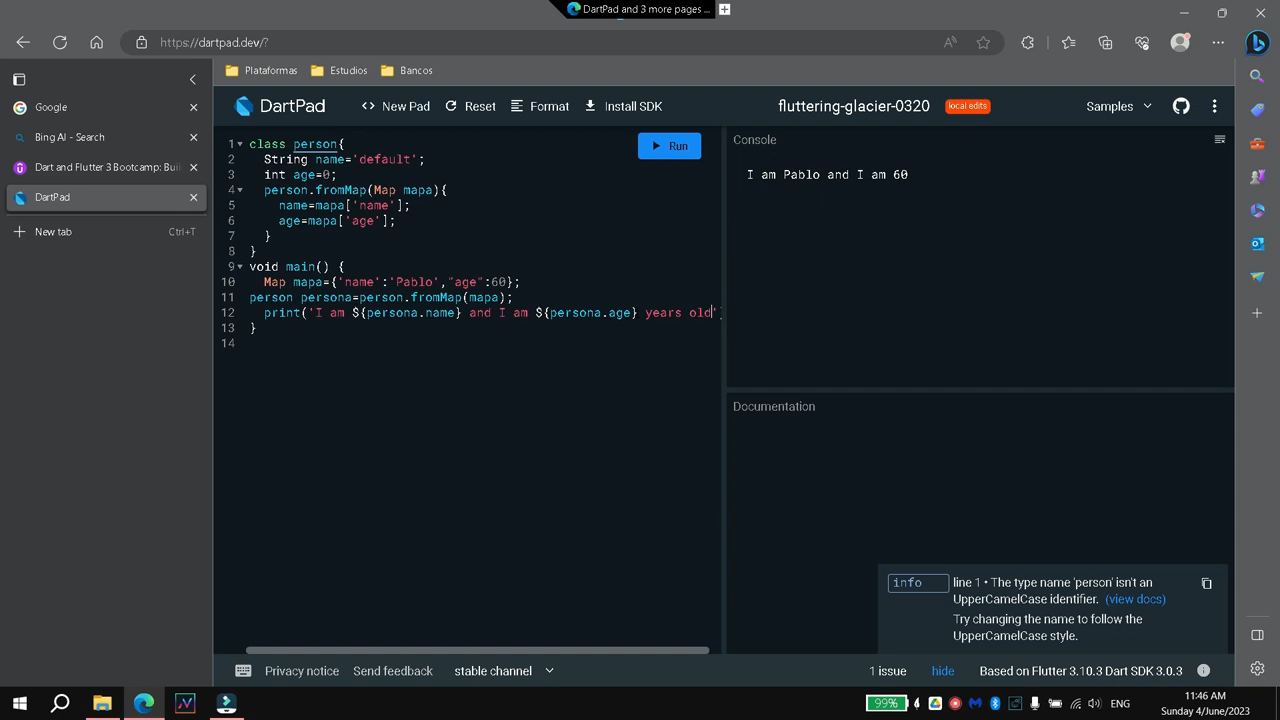 DartPad and 3 more pages ...
https://dartpad.dev/?
Plataformas
Estudios
Bancos
Google
Bing AI - Search
Dart and Flutter 3 Bootcamp: Bui
DartPad
New tab
Ctrl+T
DartPad
New Pad
Reset
Format
Install SDK
fluttering-glacier-0320
local edits
Samples
1 class person{
2 String name='default';
3 int age=0;
4 person.fromMap(Map mapa){
5 name=mapa['name'];
6 age=mapa['age'];
7 }
8 }
9 void main() {
10 Map mapa={'name':'Pablo',"age":60};
11 person persona=person.fromMap(mapa);
12 print('I am ${persona.name} and I am ${persona.age} years old'
13 }
14
Run
Console
I am Pablo and I am 60
Documentation
info
line 1 • The type name 'person' isn't an
UpperCamelCase identifier. (view docs)
Try changing the name to follow the
UpperCamelCase style.
Privacy notice
Send feedback
stable channel
1 issue
hide
Based on Flutter 3.10.3 Dart SDK 3.0.3
99%
ENG
11:46 AM
Sunday 4/June/2023